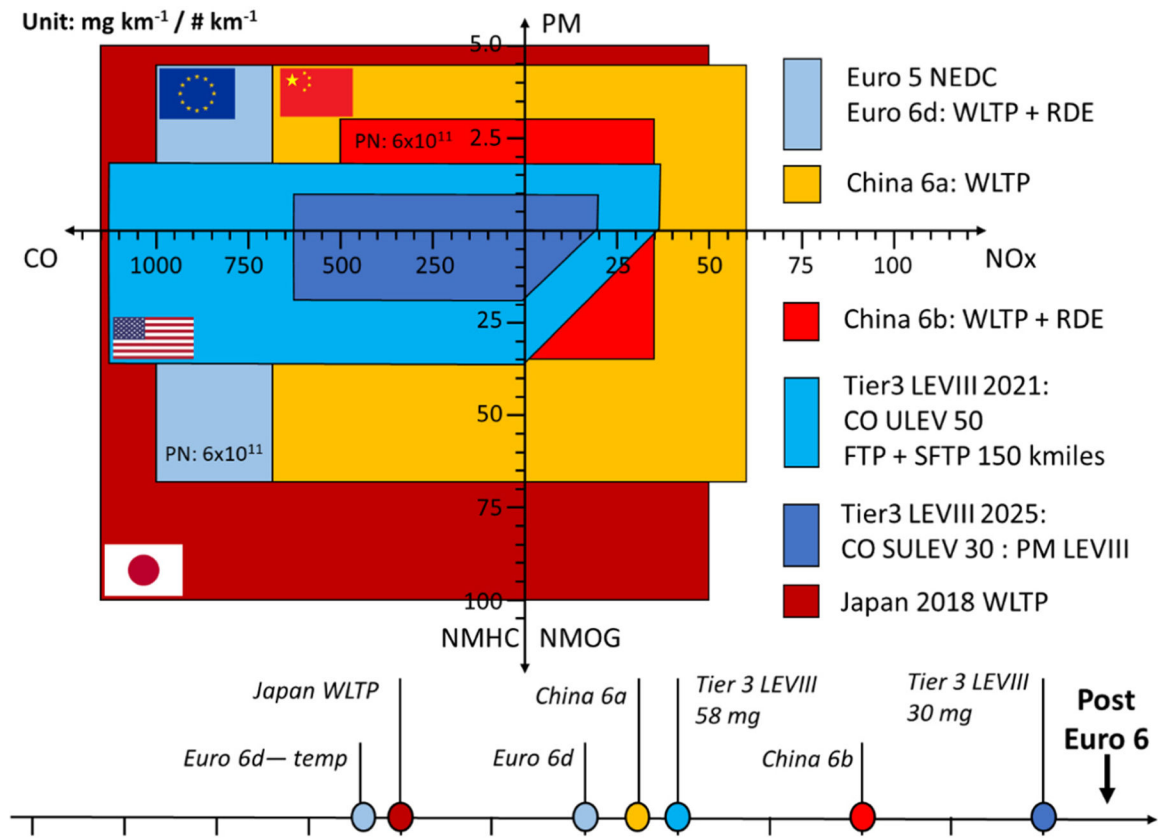 Unit: mg km⁻¹ / # km⁻¹
PM
5.0
Euro 5 NEDC
Euro 6d: WLTP + RDE
PN: 6x10¹¹
2.5
China 6a: WLTP
CO
1000
750
500
250
25
50
75
100
NOx
25
China 6b: WLTP + RDE
Tier3 LEVIII 2021:
CO ULEV 50
FTP + SFTP 150 kmiles
50
PN: 6x10¹¹
75
Tier3 LEVIII 2025:
CO SULEV 30 : PM LEVIII
Japan 2018 WLTP
100
NMHC
NMOG
Japan WLTP
China 6a
Tier 3 LEVIII
58 mg
Tier 3 LEVIII
30 mg
Post
Euro 6
Euro 6d— temp
Euro 6d
China 6b